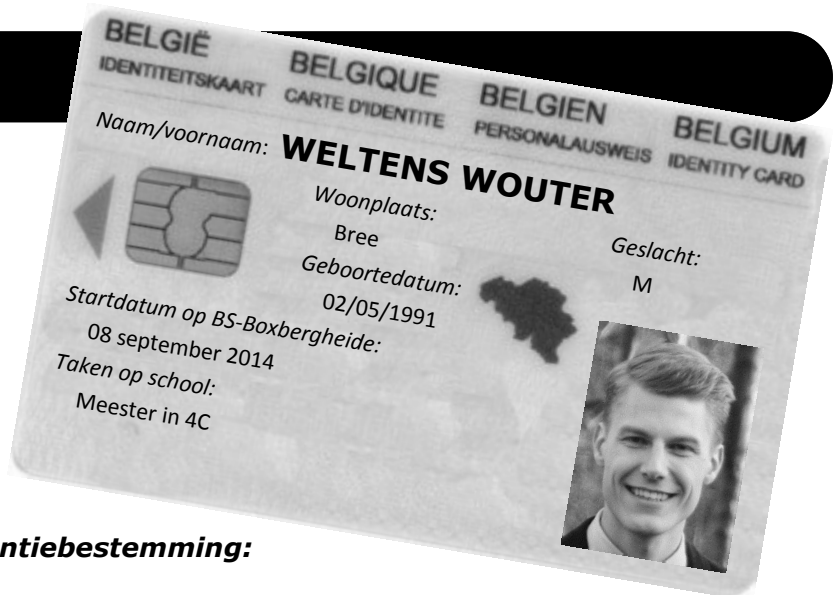 BELGIË BELGIQUE BELGIEN BELGIUM
IDENTITEITSKAART CARTE D'IDENTITE PERSONALAUSWEIS IDENTITY CARD
Naam/voornaam: WELTENS WOUTER
Woonplaats:
Bree
Geslacht:
M
Geboortedatum:
02/05/1991
Startdatum op BS-Boxbergheide:
08 september 2014
Taken op school:
Meester in 4C
ntiebestemming: